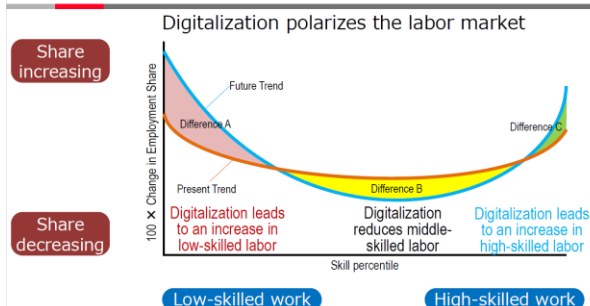 Digitalization polarizes the labor market
Share
increasing
100 ✕ Change in Employment Share
Future Trend
Difference A
Difference C
Present Trend
Difference B
Share
decreasing
Digitalization leads
to an increase in
low-skilled labor
Digitalization
reduces middle-
skilled labor
Digitalization leads
to an increase in
high-skilled labor
Skill percentile
Low-skilled work
High-skilled work